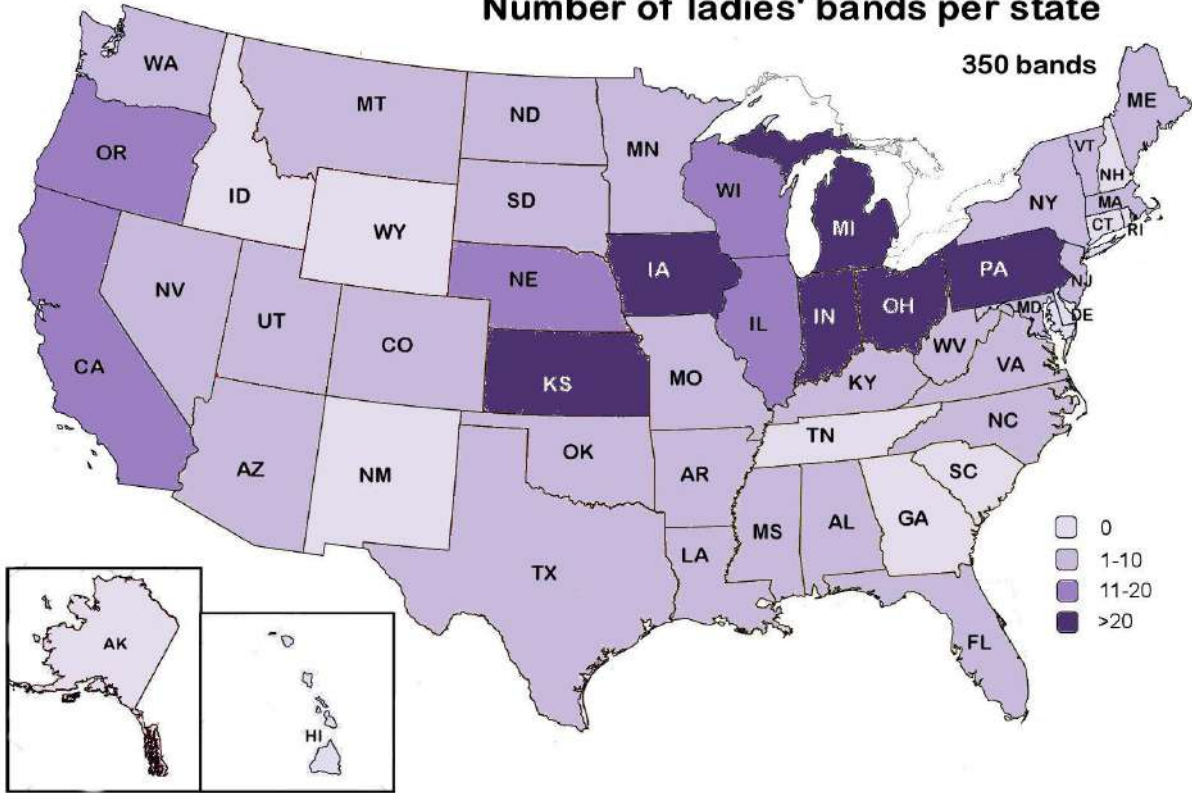 Number of ladies' bands per state
350 bands
WA
MT
ND
MN
ME
VT
NH
OR
ID
SD
WI
NY
MA
CT
RI
WY
MI
IA
PA
NE
NV
UT
CO
IL
IN
OH
NJ
MD
DE
WV
VA
CA
KS
MO
KY
NC
TN
OK
AZ
NM
AR
SC
MS
AL
GA
LA
TX
FL
0
1-10
11-20
>20
AK
HI